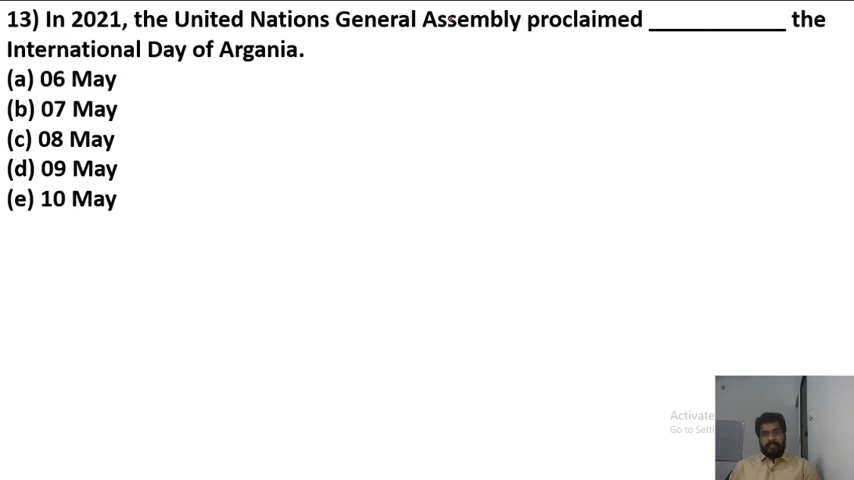 13) In 2021, the United Nations General Assembly proclaimed ____________ the
International Day of Argania.
(a) 06 May
(b) 07 May
(c) 08 May
(d) 09 May
(e) 10 May
Activate
Go to Setti